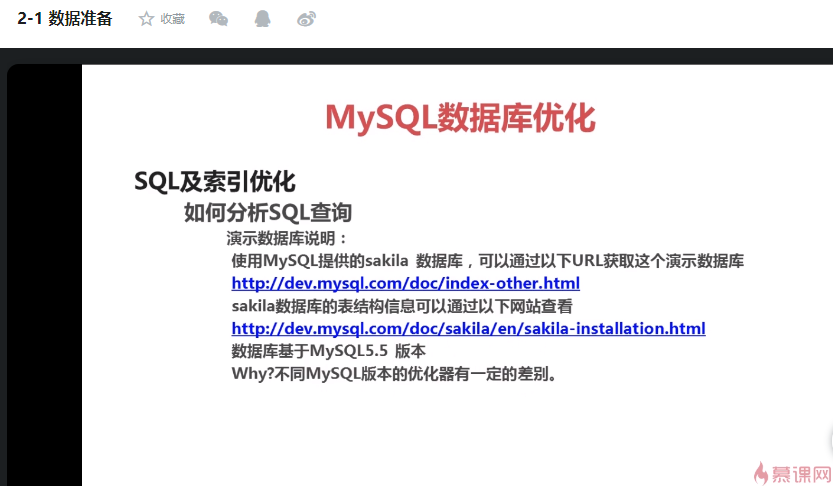 2-1 数据准备
收藏
MySQL数据库优化
SQL及索引优化
如何分析SQL查询
演示数据库说明：
使用MySQL提供的sakila 数据库，可以通过以下URL获取这个演示数据库
http://dev.mysql.com/doc/index-other.html
sakila数据库的表结构信息可以通过以下网站查看
http://dev.mysql.com/doc/sakila/en/sakila-installation.html
数据库基于MySQL5.5 版本
Why?不同MySQL版本的优化器有一定的差别。
慕课网